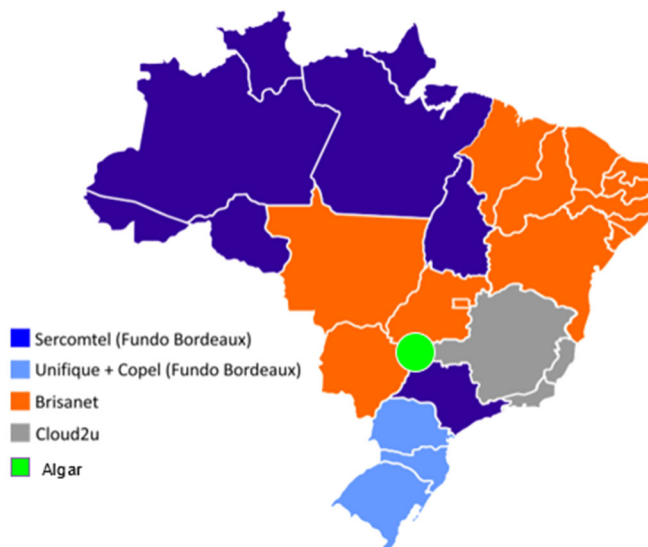 Sercomtel (Fundo Bordeaux)
Unifique + Copel (Fundo Bordeaux)
Brisanet
Cloud2u
Algar